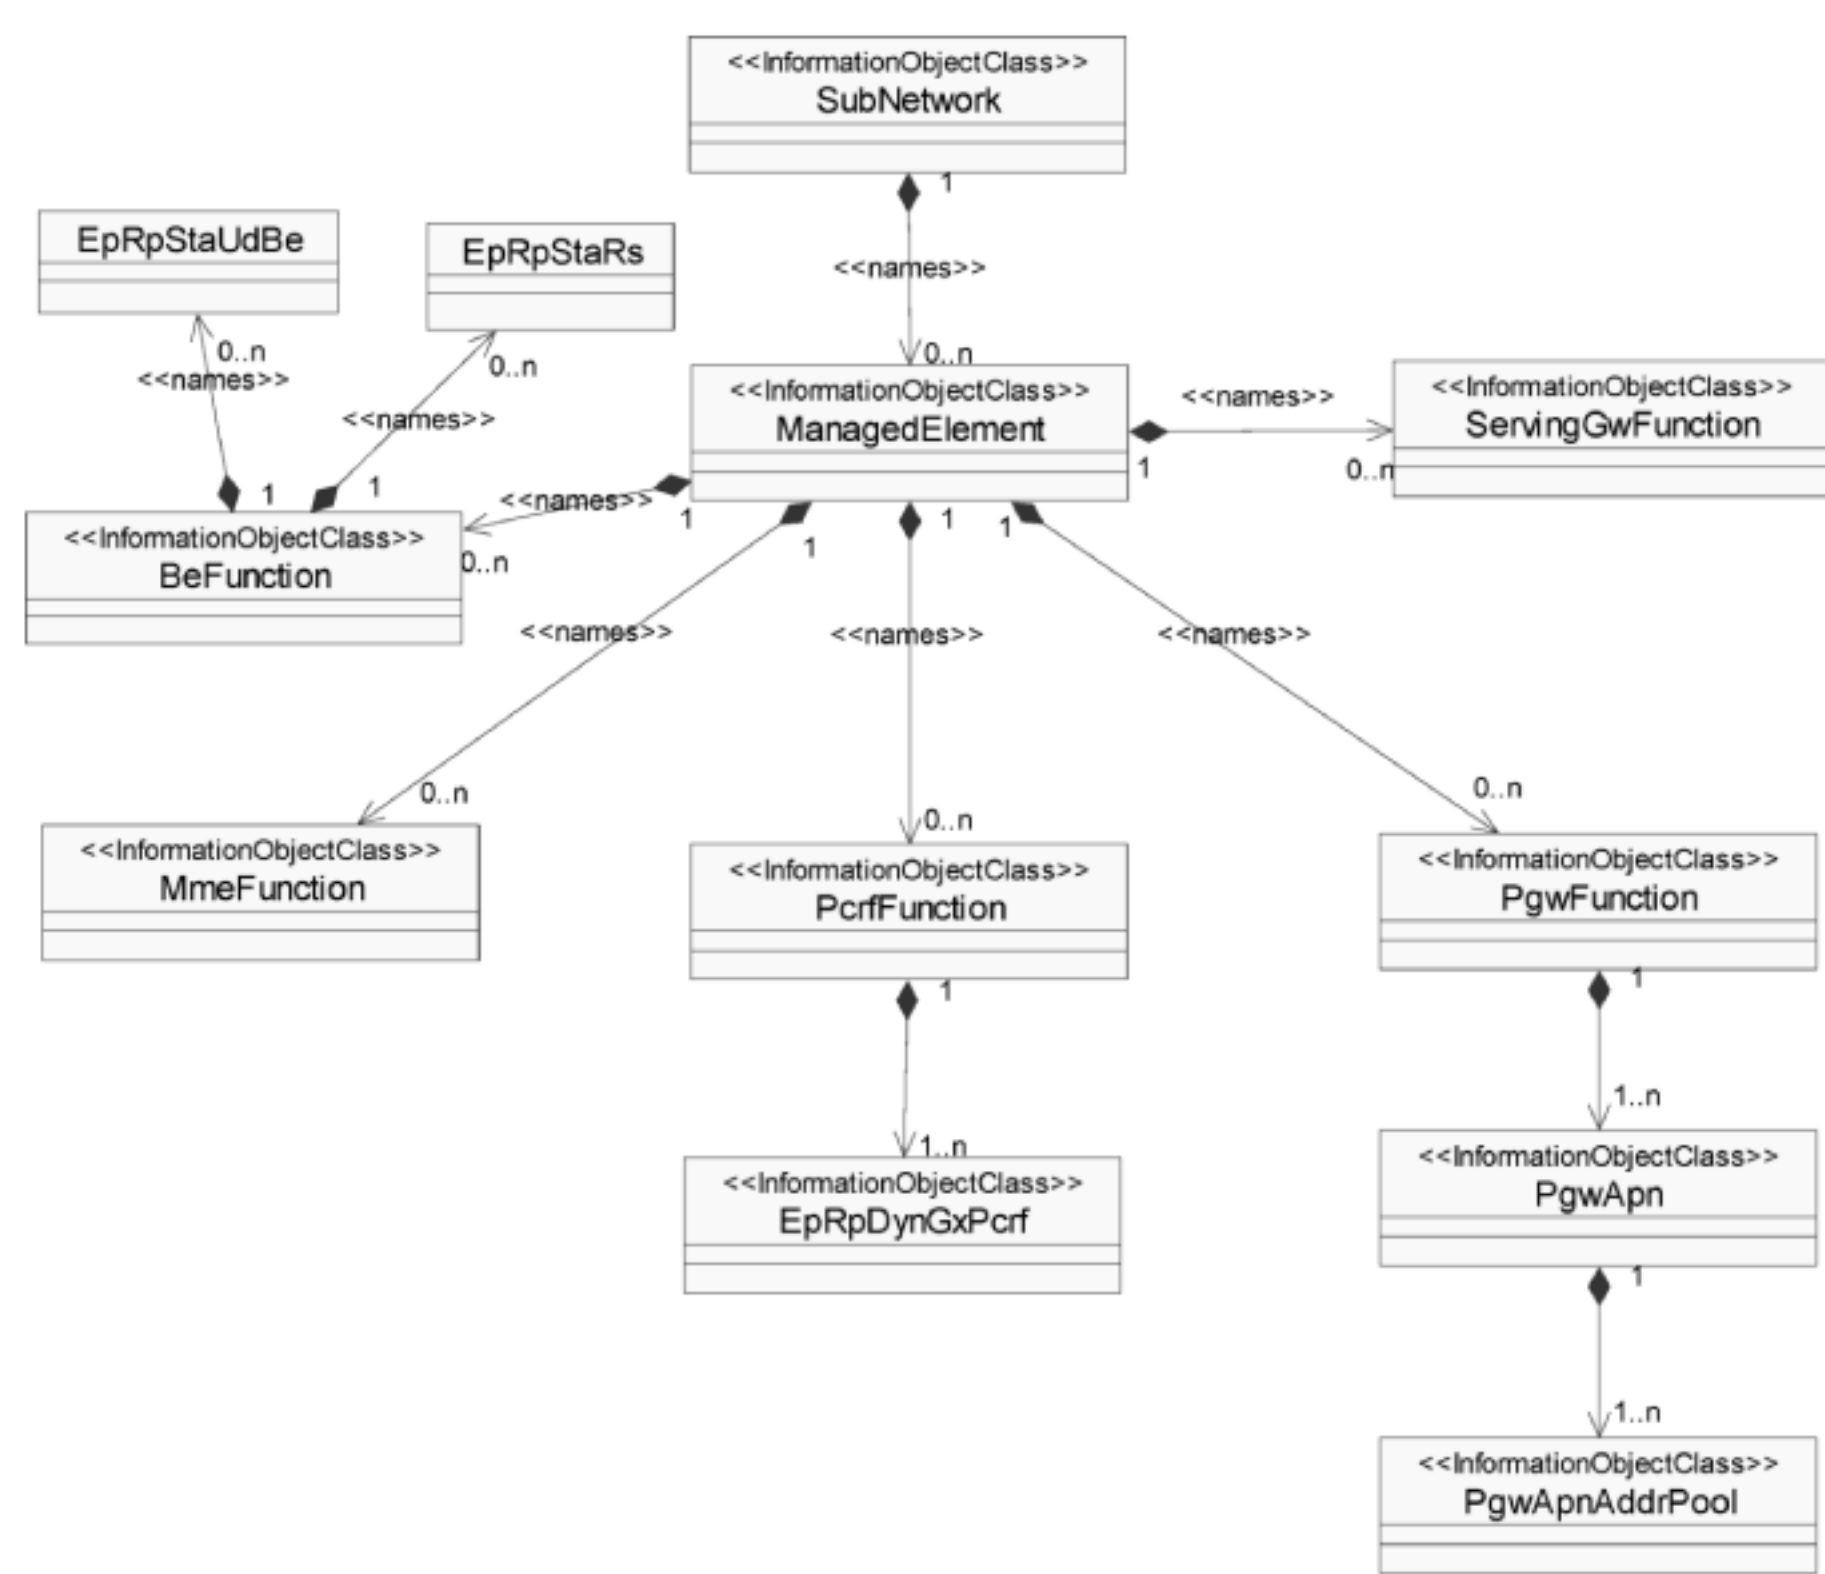 <<InformationObjectClass>>
SubNetwork
1
<<names>>
0..n
EpRpStaUdBe
0..n
<<names>>
1
EpRpStaRs
0..n
<<names>>
1
<<InformationObjectClass>>
ManagedElement
<<names>>
1
0..n
<<InformationObjectClass>>
ServingGwFunction
<<names>>
1
0..n
<<InformationObjectClass>>
BeFunction
1
<<names>>
0..n
1
<<names>>
0..n
1
<<names>>
0..n
<<InformationObjectClass>>
MmeFunction
<<InformationObjectClass>>
PcrfFunction
1
1..n
<<InformationObjectClass>>
EpRpDynGxPcrf
<<InformationObjectClass>>
PgwFunction
1
1..n
<<InformationObjectClass>>
PgwApn
1
1..n
<<InformationObjectClass>>
PgwApnAddrPool